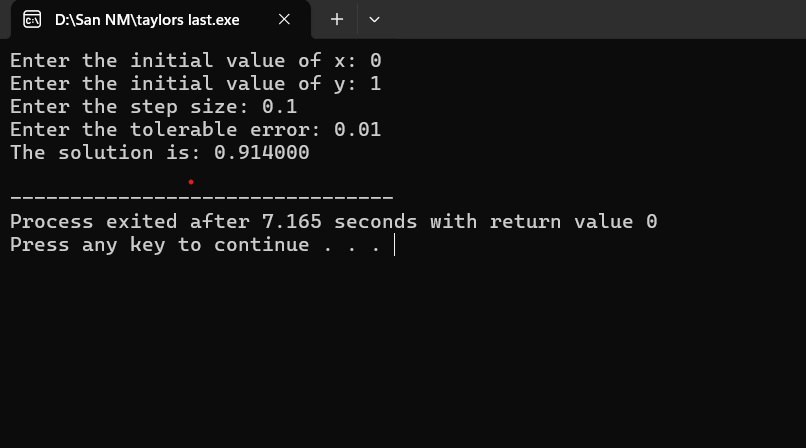 D:\San NM\taylors last.exe
Enter the initial value of x: 0
Enter the initial value of y: 1
Enter the step size: 0.1
Enter the tolerable error: 0.01
The solution is: 0.914000
--------------------------------
Process exited after 7.165 seconds with return value 0
Press any key to continue . . .